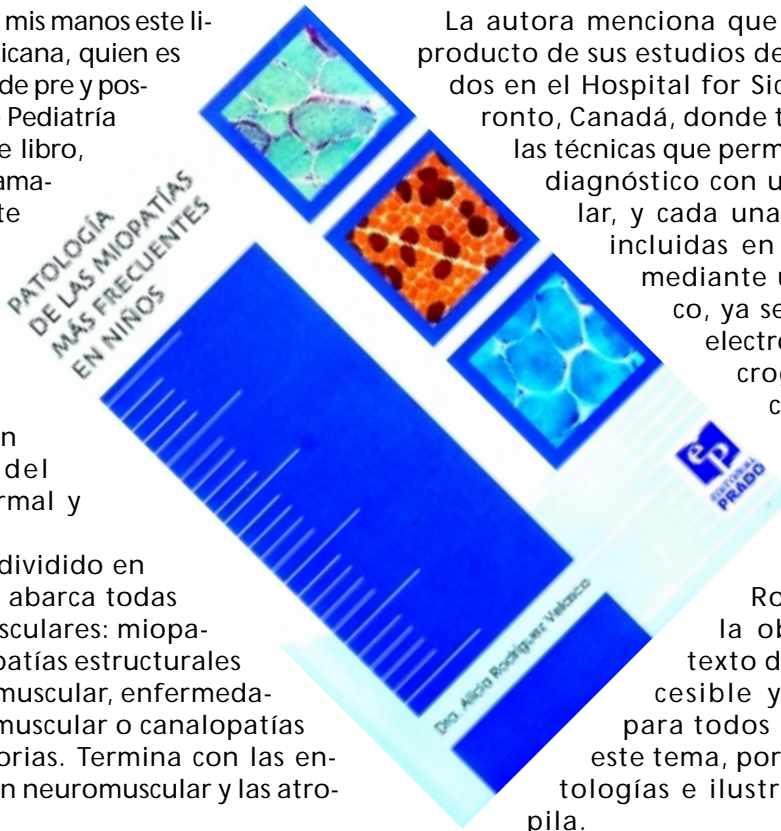 mis manos este li-
icana, quien es
de pre y pos-
Pediatría
e libro,
ama-
te
n
del
rmal y
dividido en
abarca todas
sculares: miopa-
patías estructurales
muscular, enfermeda-
muscular o canalopatías
orias. Termina con las en-
n neuromuscular y las atro-
PATOLOGÍA
DE LAS MIOPATÍAS
MÁS FRECUENTES
EN NIÑOS
Dra. Alicia Rodríguez Velasco
ep
EDITORIAL
PRADO
La autora menciona que
producto de sus estudios de
dos en el Hospital for Sic
ronto, Canadá, donde t
las técnicas que perm
diagnóstico con u
lar, y cada una
incluidas en
mediante u
co, ya se
electro
crog
c
Ro
la ob
texto d
cesible y
para todos
este tema, por
tologías e ilustr
pila.